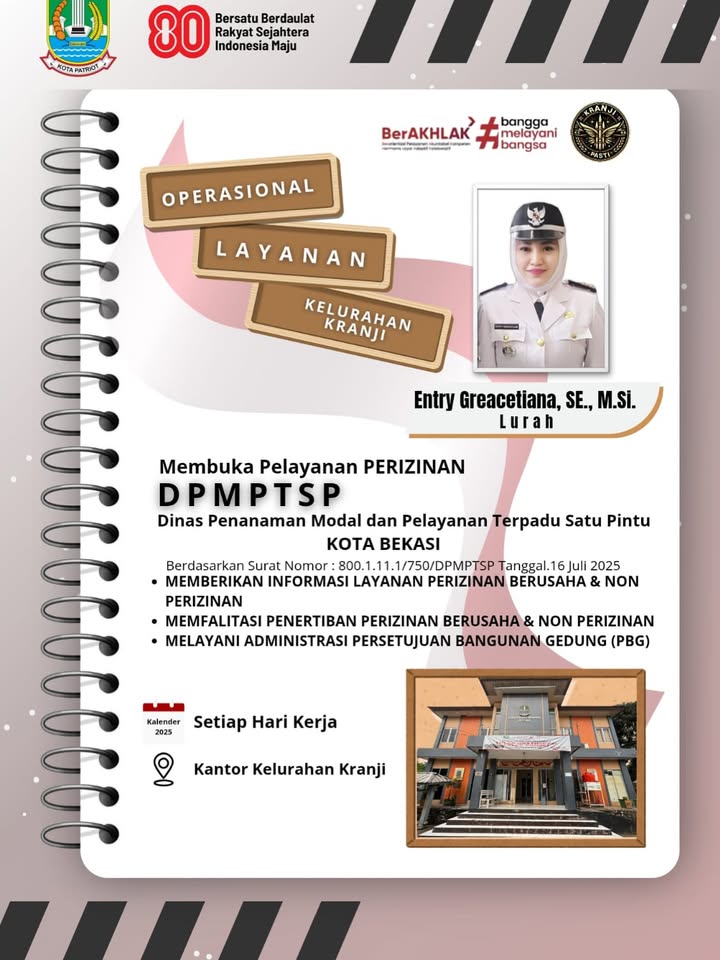 KOTA PATRIOT
80
Bersatu Berdaulat
Rakyat Sejahtera
Indonesia Maju
BerAKHLAK
#bangga
melayani
bangsa
KRANJI
PASTI
OPERASIONAL
LAYANAN
KELURAHAN
KRANJI
Entry Greacetiana, SE., M.Si.
Lurah
Membuka Pelayanan PERIZINAN
DPMPTSP
Dinas Penanaman Modal dan Pelayanan Terpadu Satu Pintu
KOTA BEKASI
Berdasarkan Surat Nomor : 800.1.11.1/750/DPMPTSP Tanggal.16 Juli 2025
• MEMBERIKAN INFORMASI LAYANAN PERIZINAN BERUSAHA & NON
PERIZINAN
• MEMFALITASI PENERTIBAN PERIZINAN BERUSAHA & NON PERIZINAN
• MELAYANI ADMINISTRASI PERSETUJUAN BANGUNAN GEDUNG (PBG)
Kalender
2025
Setiap Hari Kerja
Kantor Kelurahan Kranji